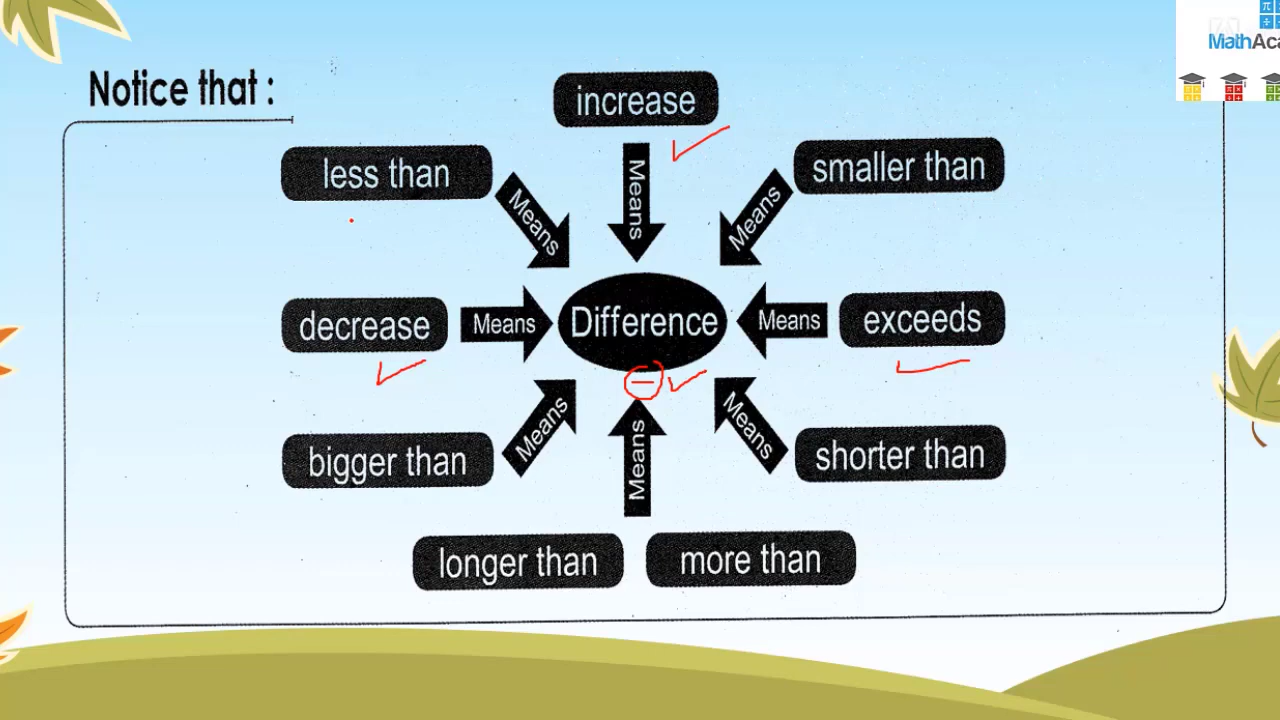 Notice that :
MathAca
increase
less than
smaller than
Means
Means
Means
decrease
Means
Difference
Means
exceeds
−
Means
Means
Means
bigger than
shorter than
longer than
more than